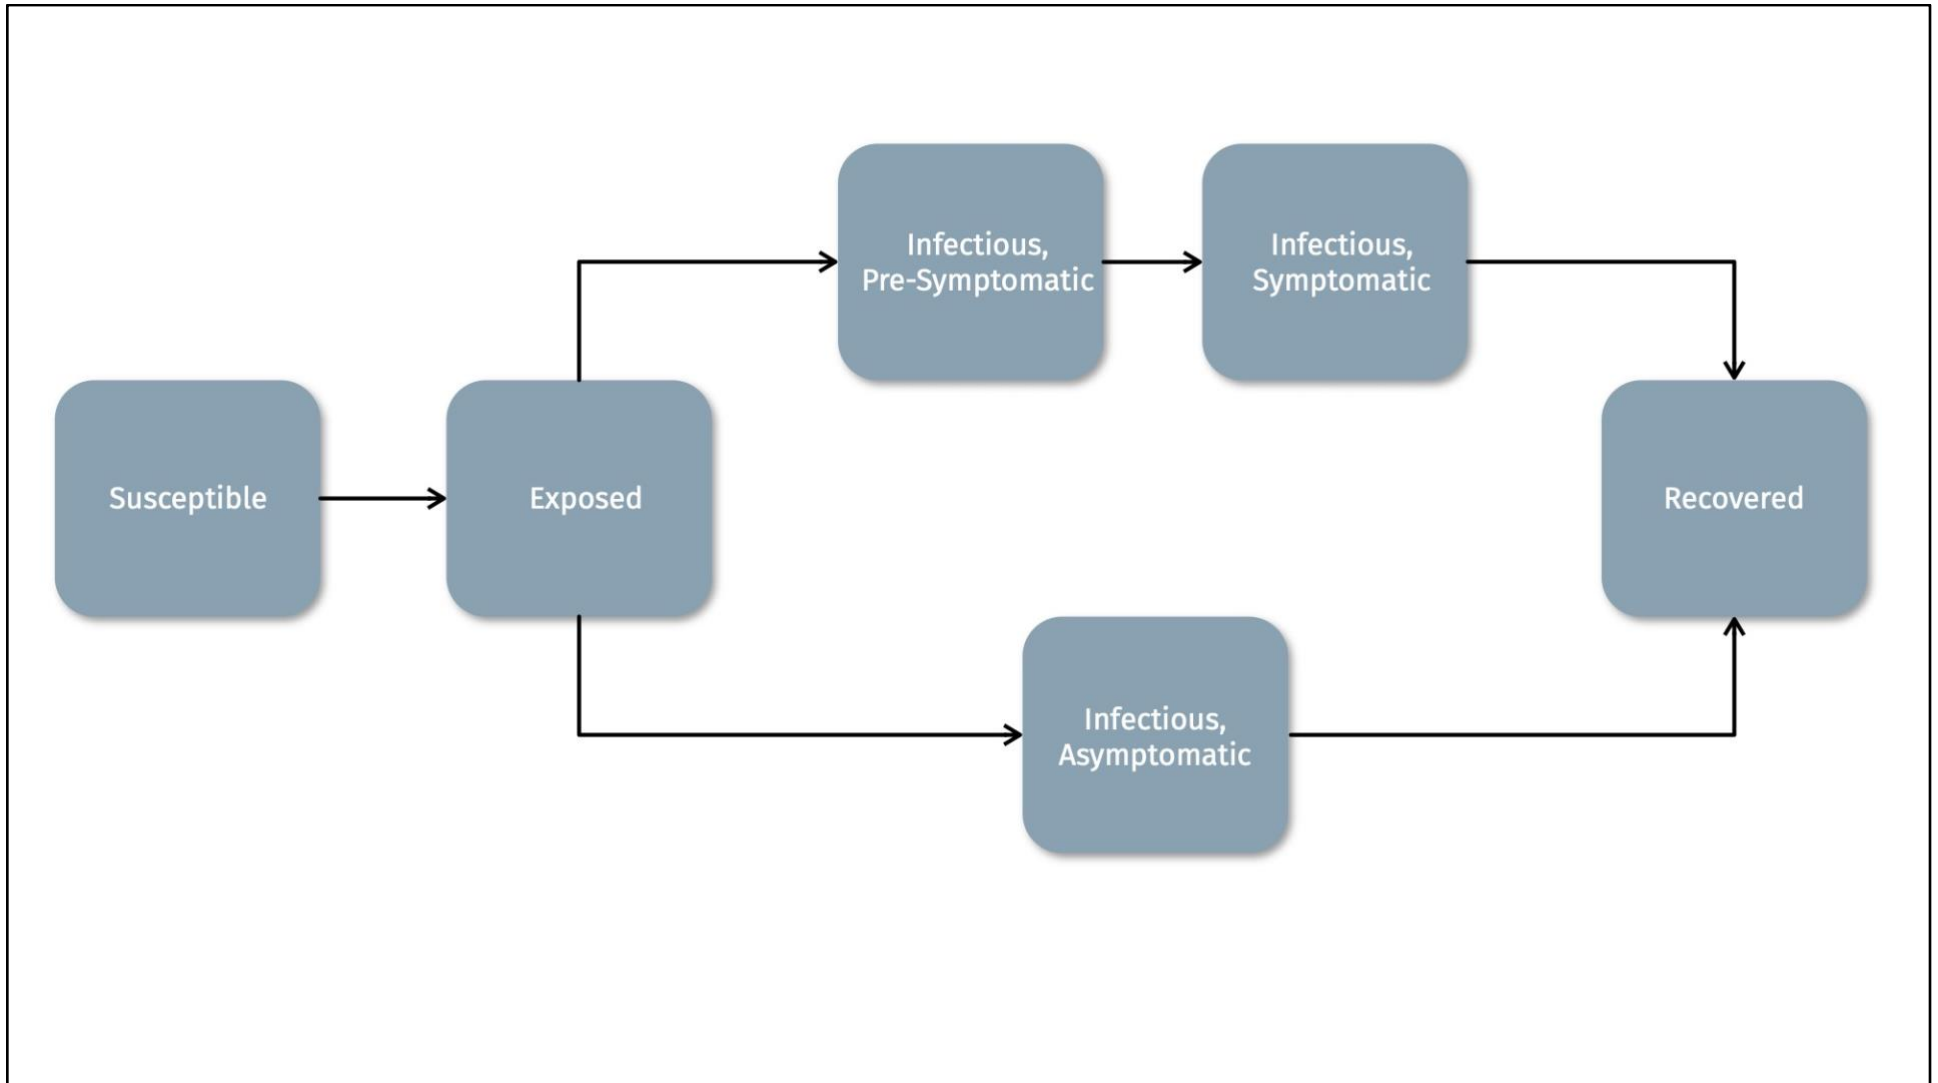 Infectious,
Pre-Symptomatic
Infectious,
Symptomatic
Susceptible
Exposed
Recovered
Infectious,
Asymptomatic